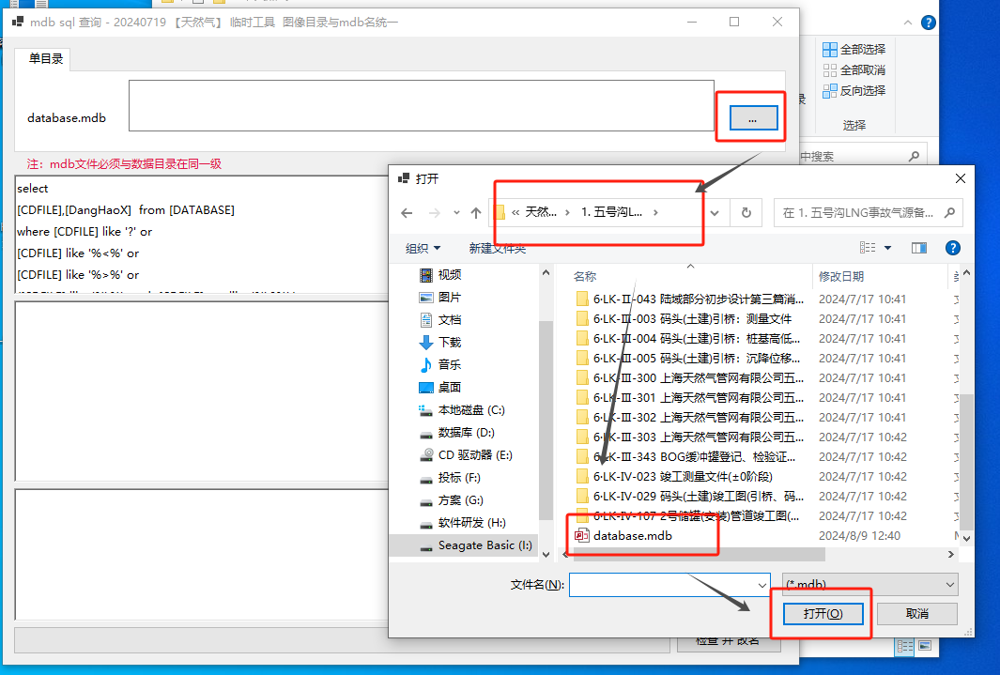 mdb sql 查询 - 20240719 【天然气】 临时工具 图像目录与mdb名统一
单目录
database.mdb
...
注：mdb文件必须与数据目录在同一级
select
[CDFILE],[DangHaoX] from [DATABASE]
where [CDFILE] like '?' or
[CDFILE] like '%<%' or
[CDFILE] like '%>%' or
检查 并 改名
全部选择
全部取消
反向选择
选择
中搜索
打开
« 天然... › 1. 五号沟L... ›
在 1. 五号沟LNG事故气源备...
组织
新建文件夹
视频
图片
文档
下载
音乐
桌面
本地磁盘 (C:)
数据库 (D:)
CD 驱动器 (E:)
投标 (F:)
方案 (G:)
软件研发 (H:)
Seagate Basic (I:)
名称 修改日期
6·LK-Ⅱ-043 陆域部分初步设计第三篇消... 2024/7/17 10:41
6·LK-Ⅲ-003 码头(土建)引桥：测量文件 2024/7/17 10:41
6·LK-Ⅲ-004 码头(土建)引桥：桩基高低... 2024/7/17 10:41
6·LK-Ⅲ-005 码头(土建)引桥：沉降位移... 2024/7/17 10:41
6·LK-Ⅲ-300 上海天然气管网有限公司五... 2024/7/17 10:41
6·LK-Ⅲ-301 上海天然气管网有限公司五... 2024/7/17 10:41
6·LK-Ⅲ-302 上海天然气管网有限公司五... 2024/7/17 10:41
6·LK-Ⅲ-303 上海天然气管网有限公司五... 2024/7/17 10:42
6·LK-Ⅲ-343 BOG缓冲罐登记、检验证... 2024/7/17 10:42
6·LK-Ⅳ-023 竣工测量文件(±0阶段) 2024/7/17 10:42
6·LK-Ⅳ-029 码头(土建)竣工图(引桥、码... 2024/7/17 10:42
6·LK-Ⅳ-107 2号储罐(安装)管道竣工图(... 2024/7/17 10:42
database.mdb 2024/8/9 12:40
文件名(N):
(*.mdb)
打开(O)
取消